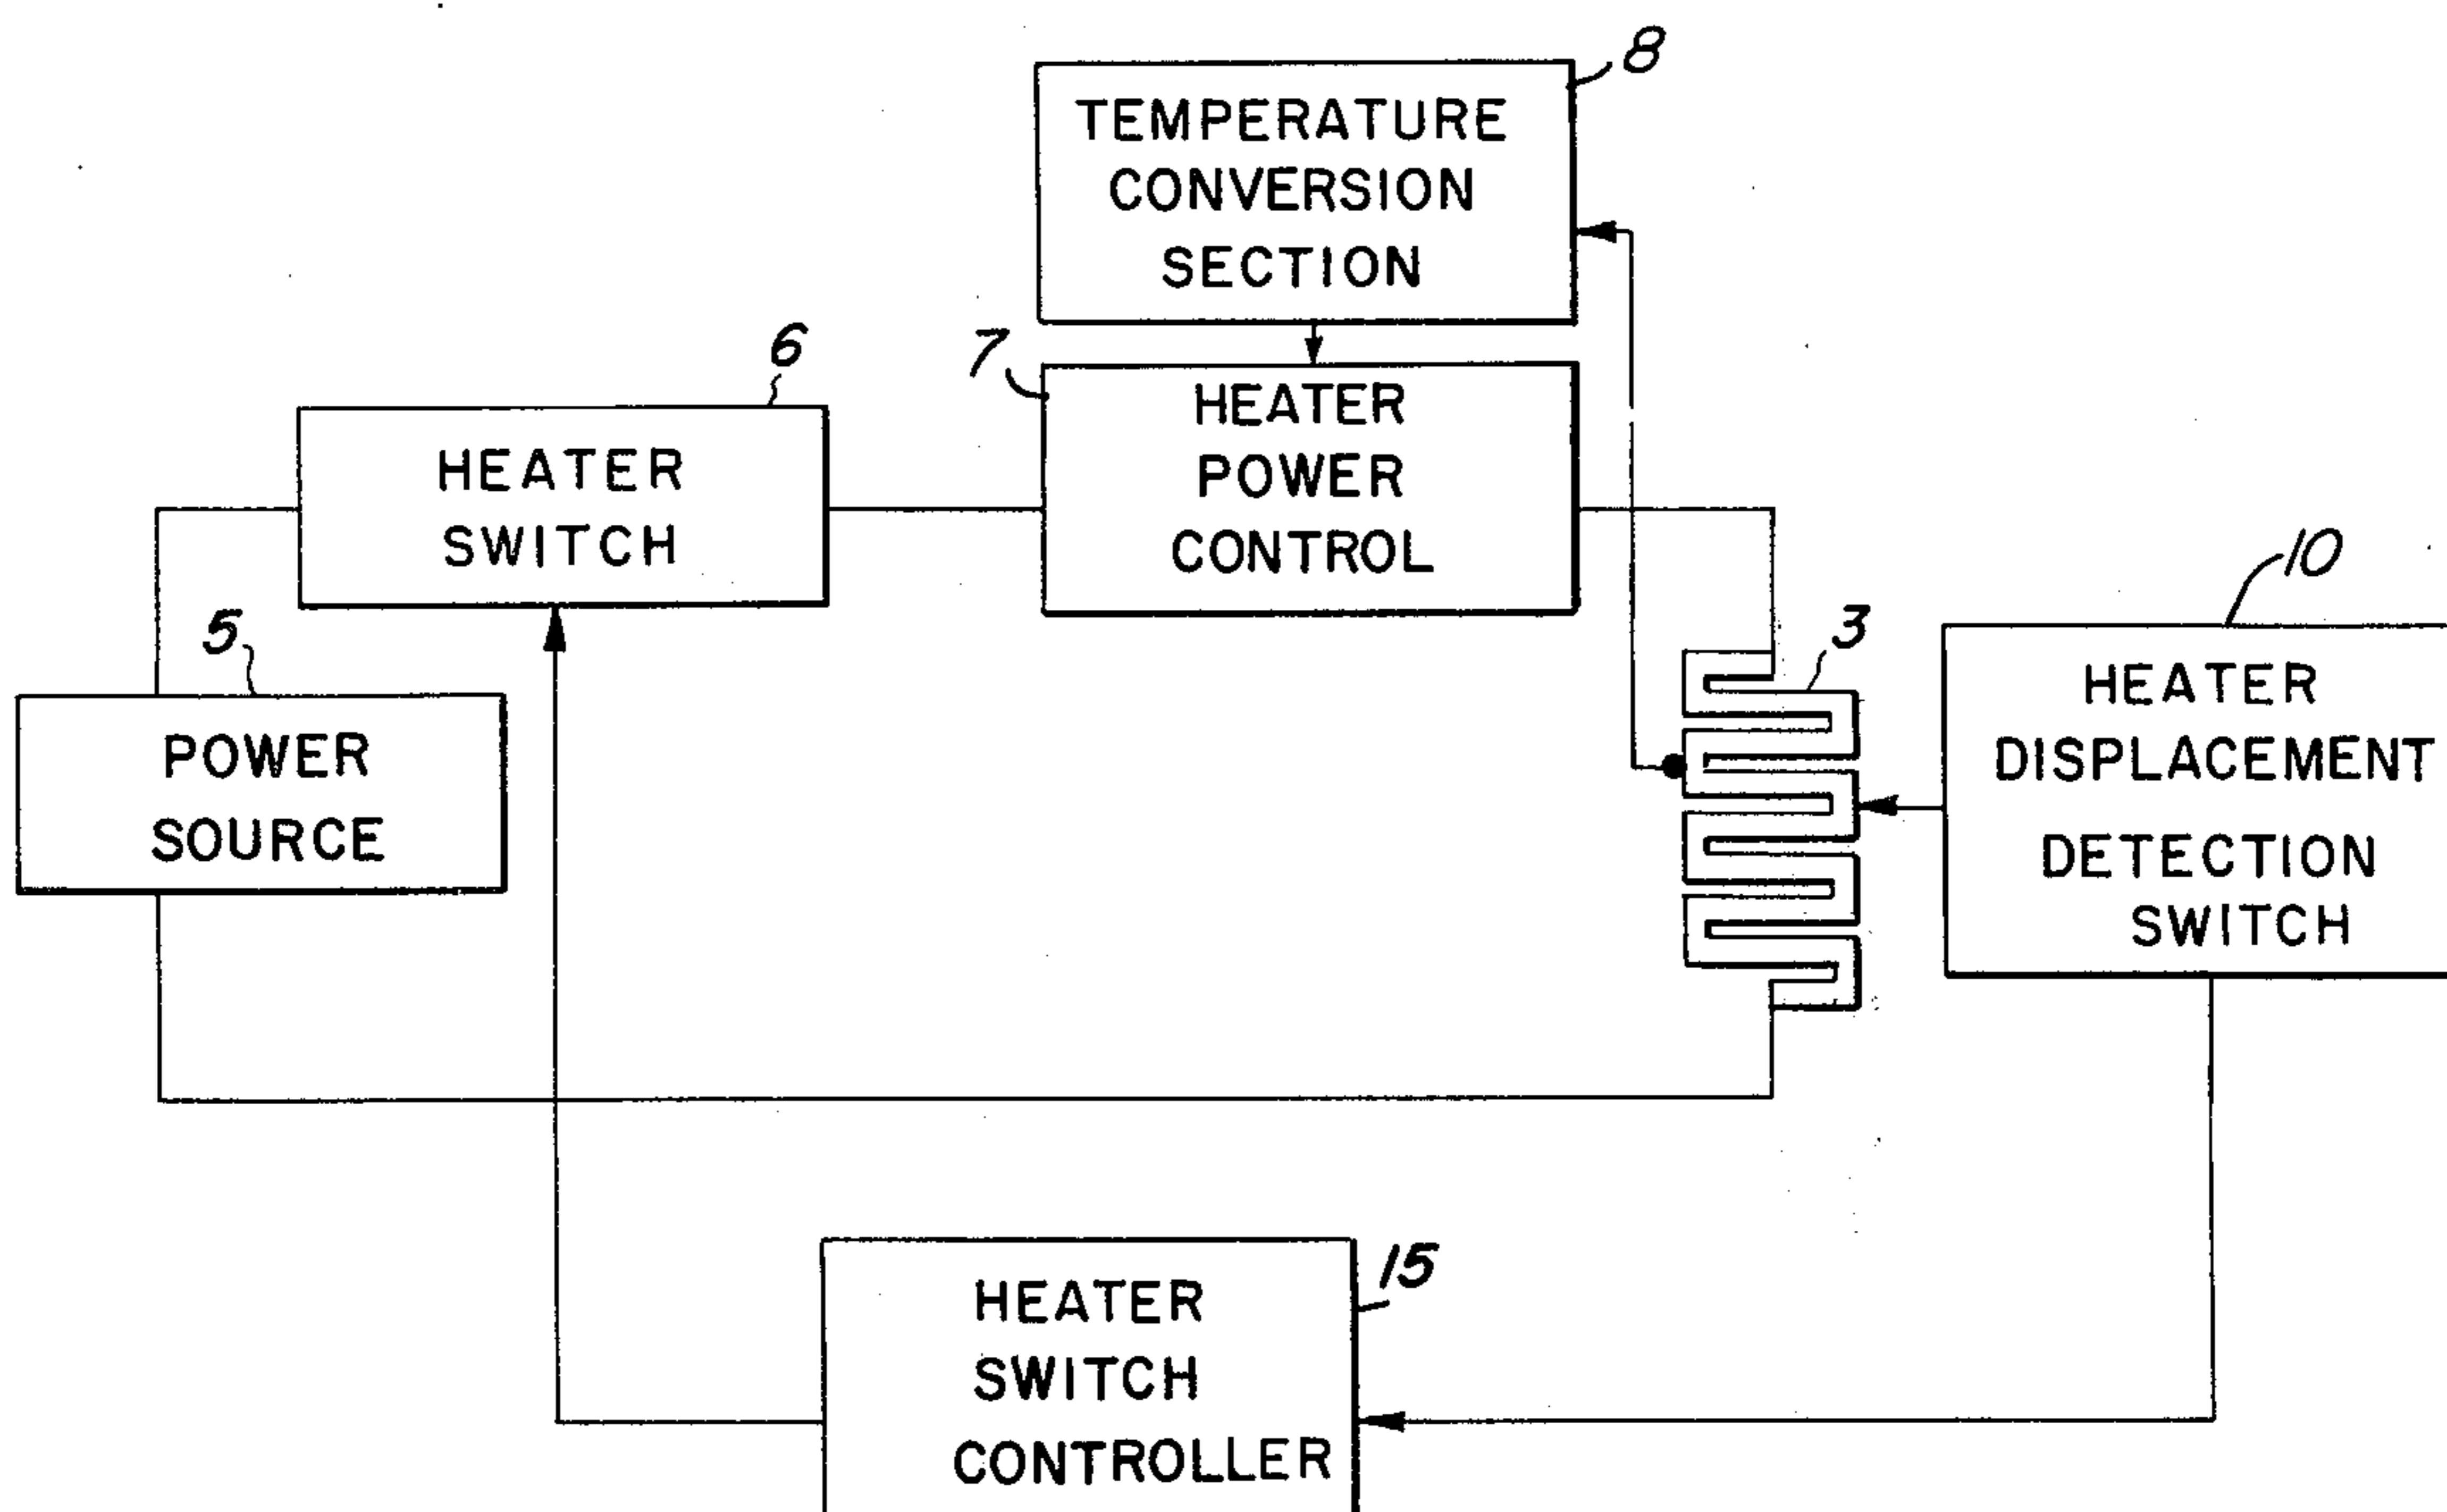 8
TEMPERATURE
CONVERSION
SECTION
6
7
HEATER
POWER
CONTROL
HEATER
SWITCH
10
5
3
HEATER
DISPLACEMENT
DETECTION
SWITCH
POWER
SOURCE
15
HEATER
SWITCH
CONTROLLER